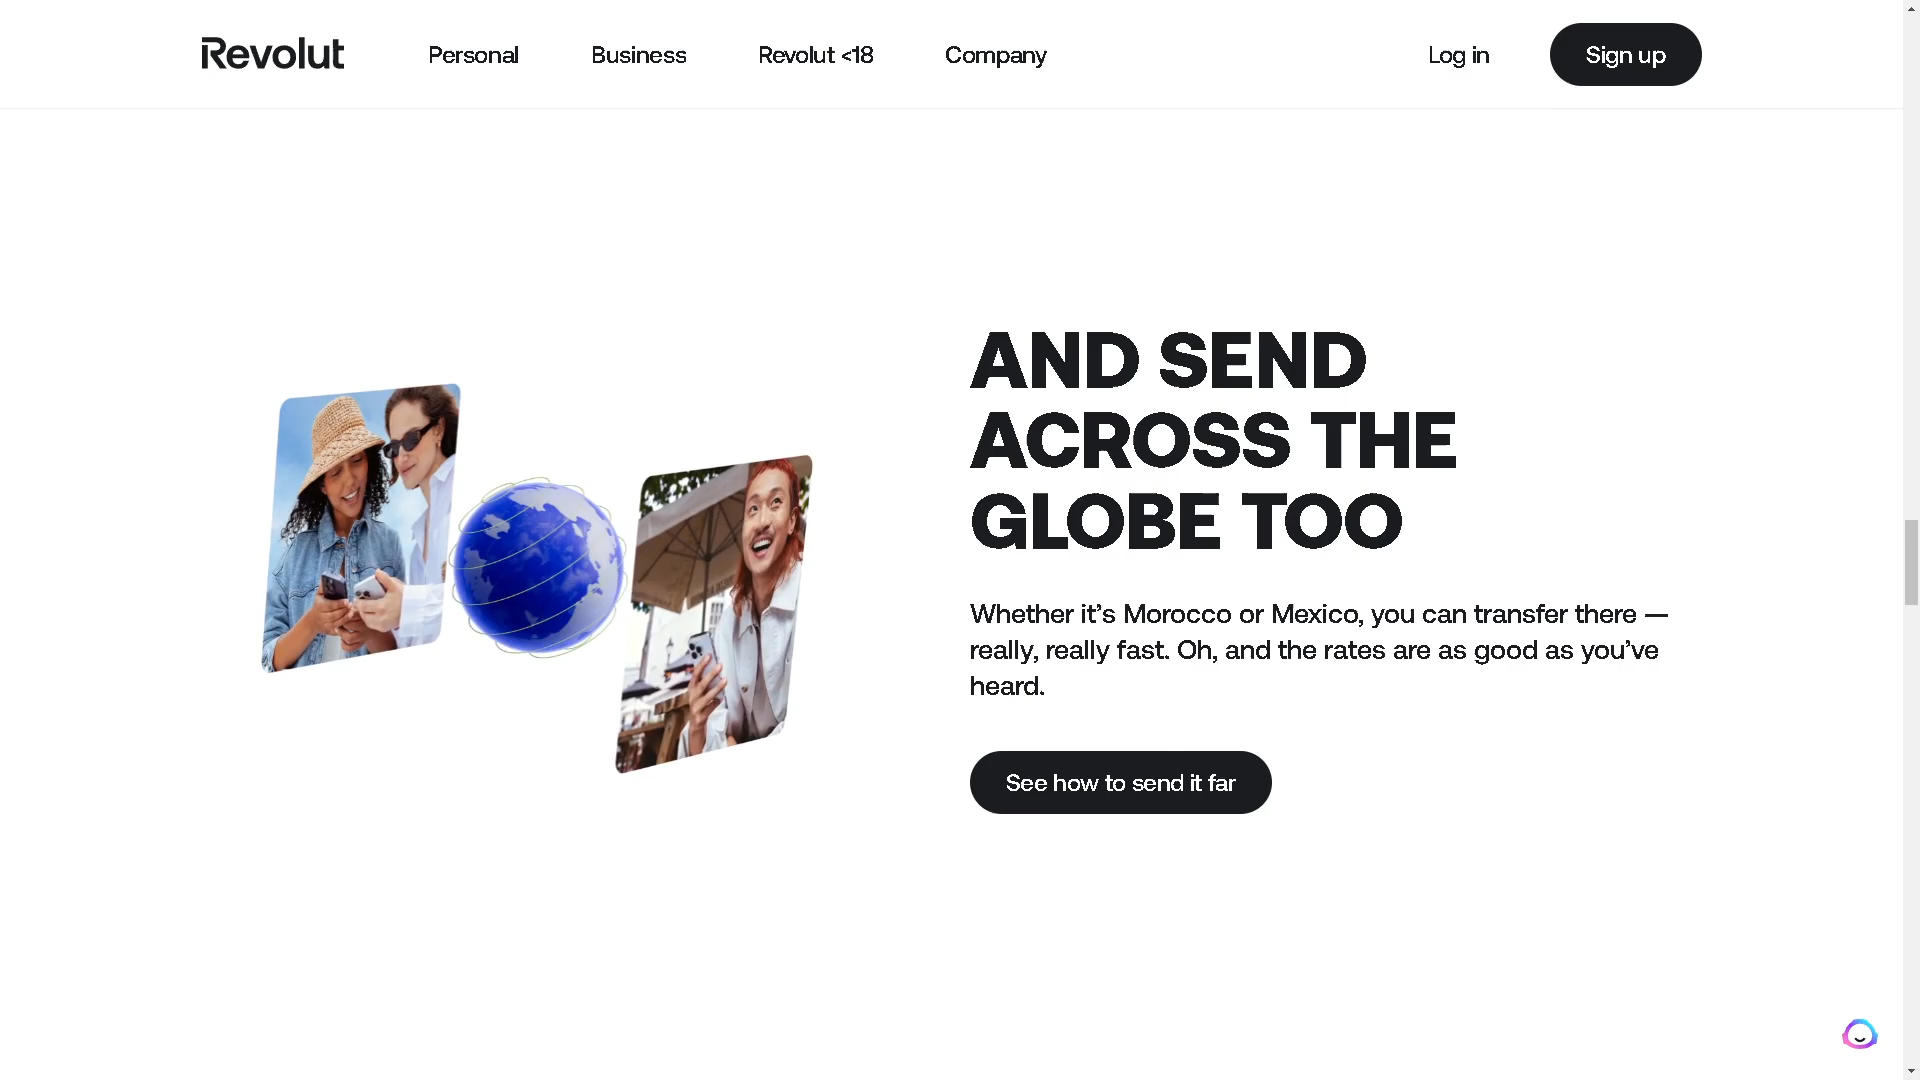 Revolut Personal Business Revolut <18 Company Log in Sign up
AND SEND
ACROSS THE
GLOBE TOO
Whether it’s Morocco or Mexico, you can transfer there —
really, really fast. Oh, and the rates are as good as you’ve
heard.
See how to send it far